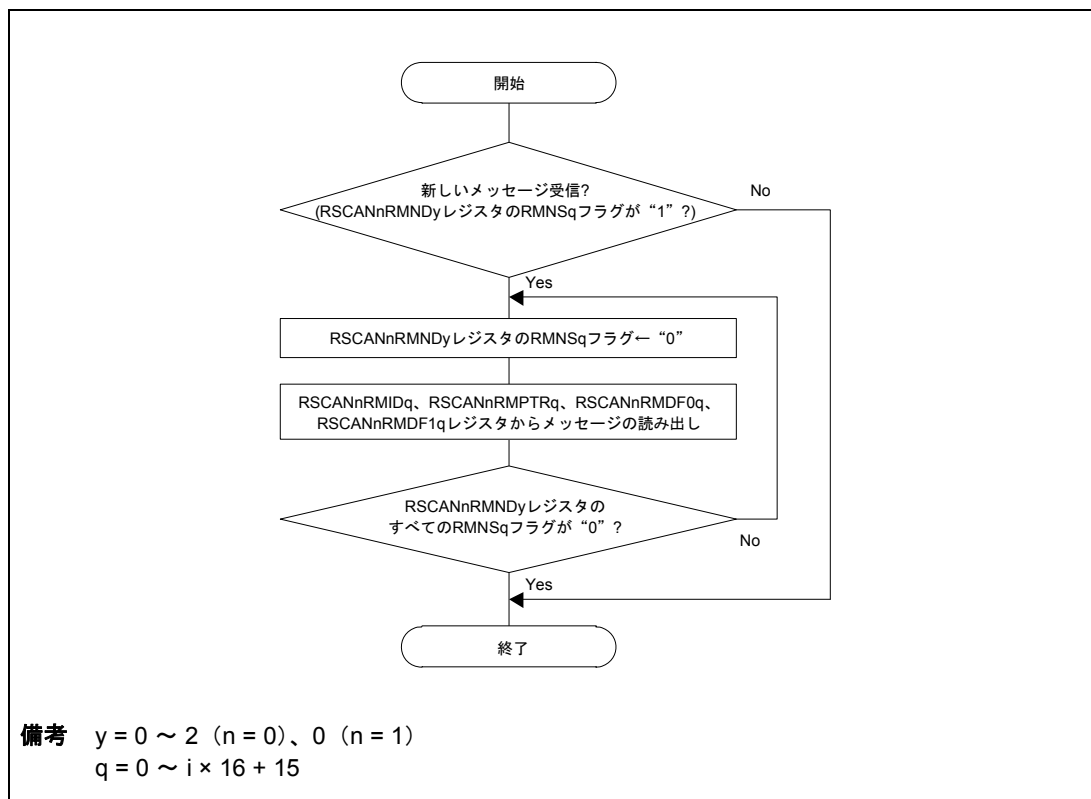 開始
新しいメッセージ受信?
(RSCANnRMNDyレジスタのRMNSqフラグが“1”?)
No
Yes
RSCANnRMNDyレジスタのRMNSqフラグ←“0”
RSCANnRMIDq、RSCANnRMPTRq、RSCANnRMDF0q、
RSCANnRMDF1qレジスタからメッセージの読み出し
RSCANnRMNDyレジスタの
すべてのRMNSqフラグが“0”?
No
Yes
終了
備考 y = 0 ~ 2(n = 0)、0(n = 1)
q = 0 ~ i × 16 + 15